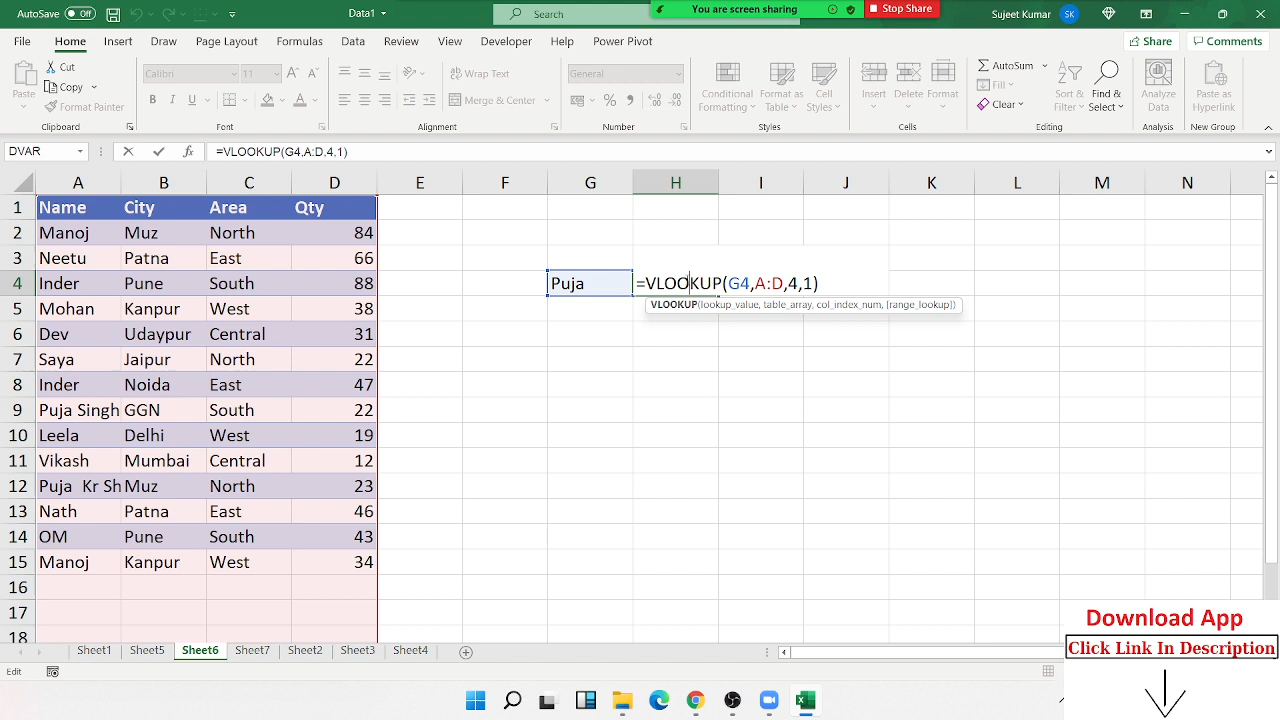 AutoSave Off Data1 Search You are screen sharing Stop Share Sujeet Kumar SK
File Home Insert Draw Page Layout Formulas Data Review View Developer Help Power Pivot Share Comments
Cut
Copy
Format Painter
Paste
Calibri 11
B I U
Wrap Text
Merge & Center
General
Conditional Formatting
Format as Table
Cell Styles
Insert Delete Format
AutoSum
Fill
Clear
Sort & Filter
Find & Select
Analyze Data
Paste as Hyperlink
Clipboard Font Alignment Number Styles Cells Editing Analysis New Group
DVAR fx =VLOOKUP(G4,A:D,4,1)
A B C D E F G H I J K L M N
1 Name City Area Qty
2 Manoj Muz North 84
3 Neetu Patna East 66
4 Inder Pune South 88 Puja =VLOOKUP(G4,A:D,4,1)
VLOOKUP(lookup_value, table_array, col_index_num, [range_lookup])
5 Mohan Kanpur West 38
6 Dev Udaypur Central 31
7 Saya Jaipur North 22
8 Inder Noida East 47
9 Puja Singh GGN South 22
10 Leela Delhi West 19
11 Vikash Mumbai Central 12
12 Puja Kr Sh Muz North 23
13 Nath Patna East 46
14 OM Pune South 43
15 Manoj Kanpur West 34
16
17
18
Download App
Click Link In Description
Sheet1 Sheet5 Sheet6 Sheet7 Sheet2 Sheet3 Sheet4
Edit